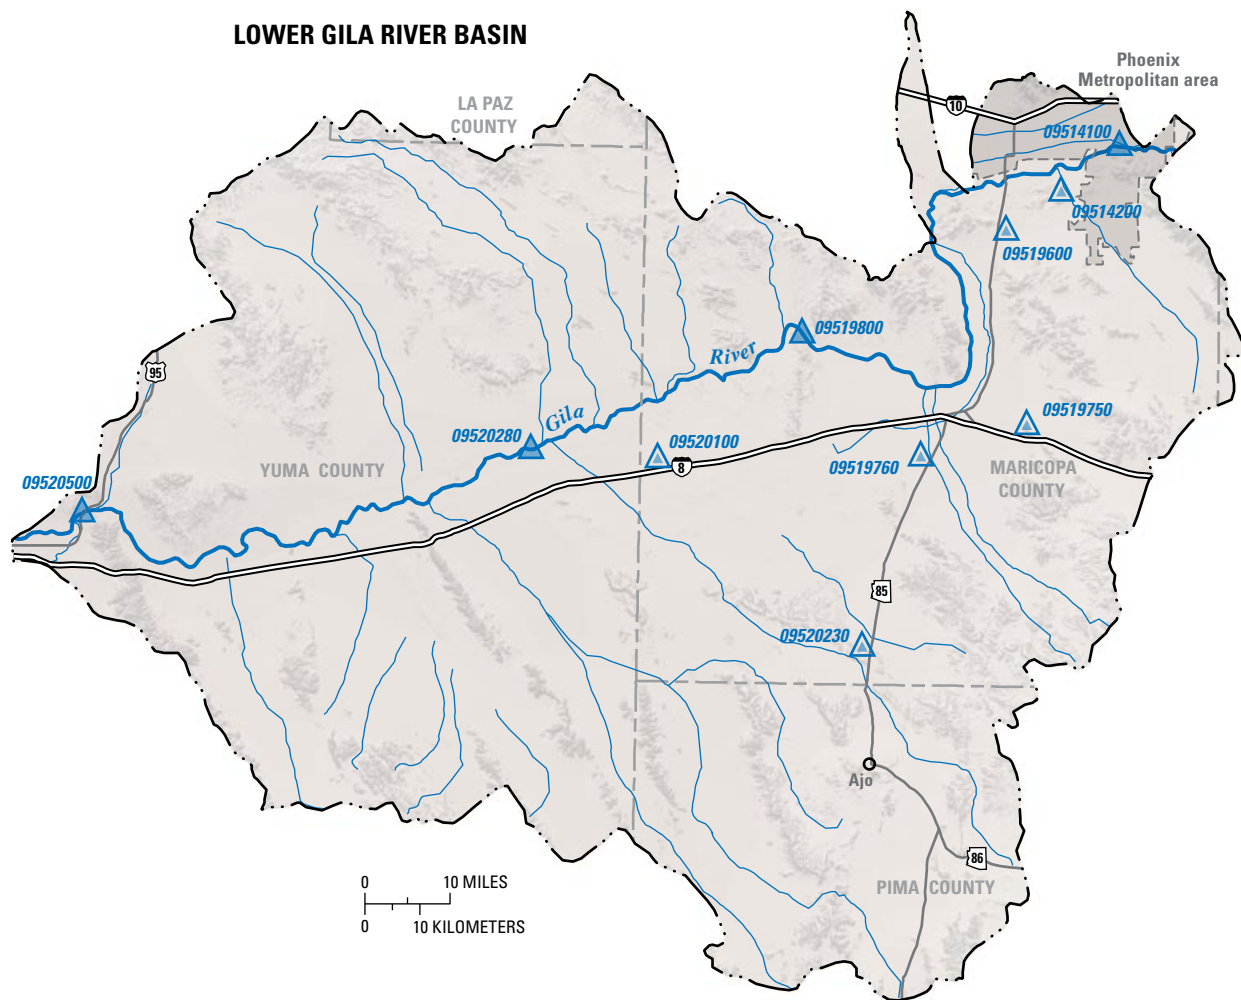 LOWER GILA RIVER BASIN
Phoenix
Metropolitan area
10
LA PAZ
COUNTY
09514100
09514200
09519600
09519800
River
95
Gila
09519750
09520280
09520100
8
09519760
YUMA COUNTY
MARICOPA
COUNTY
09520500
85
09520230
Ajo
86
PIMA COUNTY
0 10 MILES
0 10 KILOMETERS